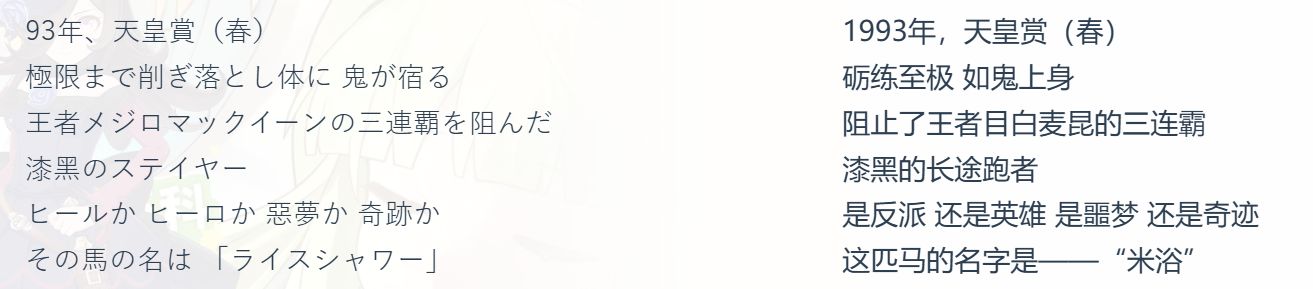 93年、天皇賞（春）
極限まで削ぎ落とし体に 鬼が宿る
王者メジロマックイーンの三連覇を阻んだ
漆黒のステイヤー
ヒールか ヒーロか 惡夢か 奇跡か
その馬の名は 「ライスシャワー」
1993年，天皇赏（春）
砺练至极 如鬼上身
阻止了王者目白麦昆的三连霸
漆黑的长途跑者
是反派 还是英雄 是噩梦 还是奇迹
这匹马的名字是——“米浴”